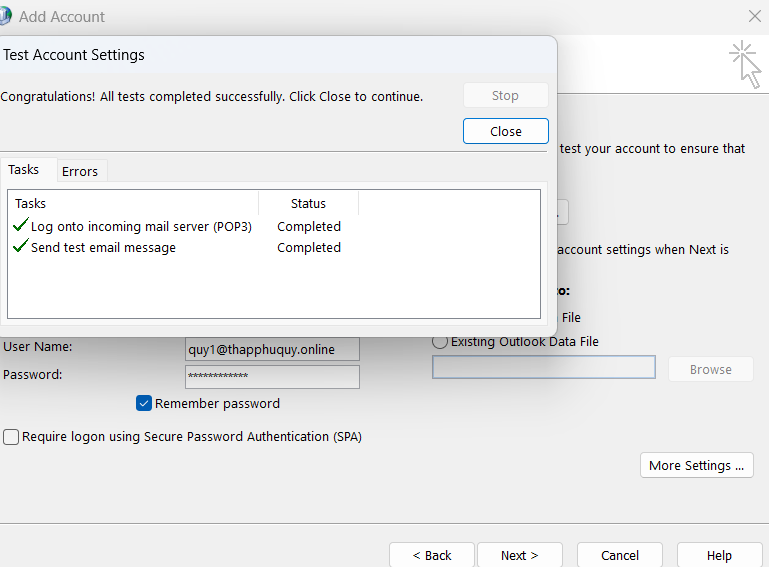 Add Account
Test Account Settings
Congratulations! All tests completed successfully. Click Close to continue.
Stop
Close
test your account to ensure that
Tasks
Errors
Tasks Status
Log onto incoming mail server (POP3) Completed
Send test email message Completed
account settings when Next is
File
User Name:
quy1@thapphuquy.online
Existing Outlook Data File
Password:
************
Browse
Remember password
Require logon using Secure Password Authentication (SPA)
More Settings ...
< Back
Next >
Cancel
Help